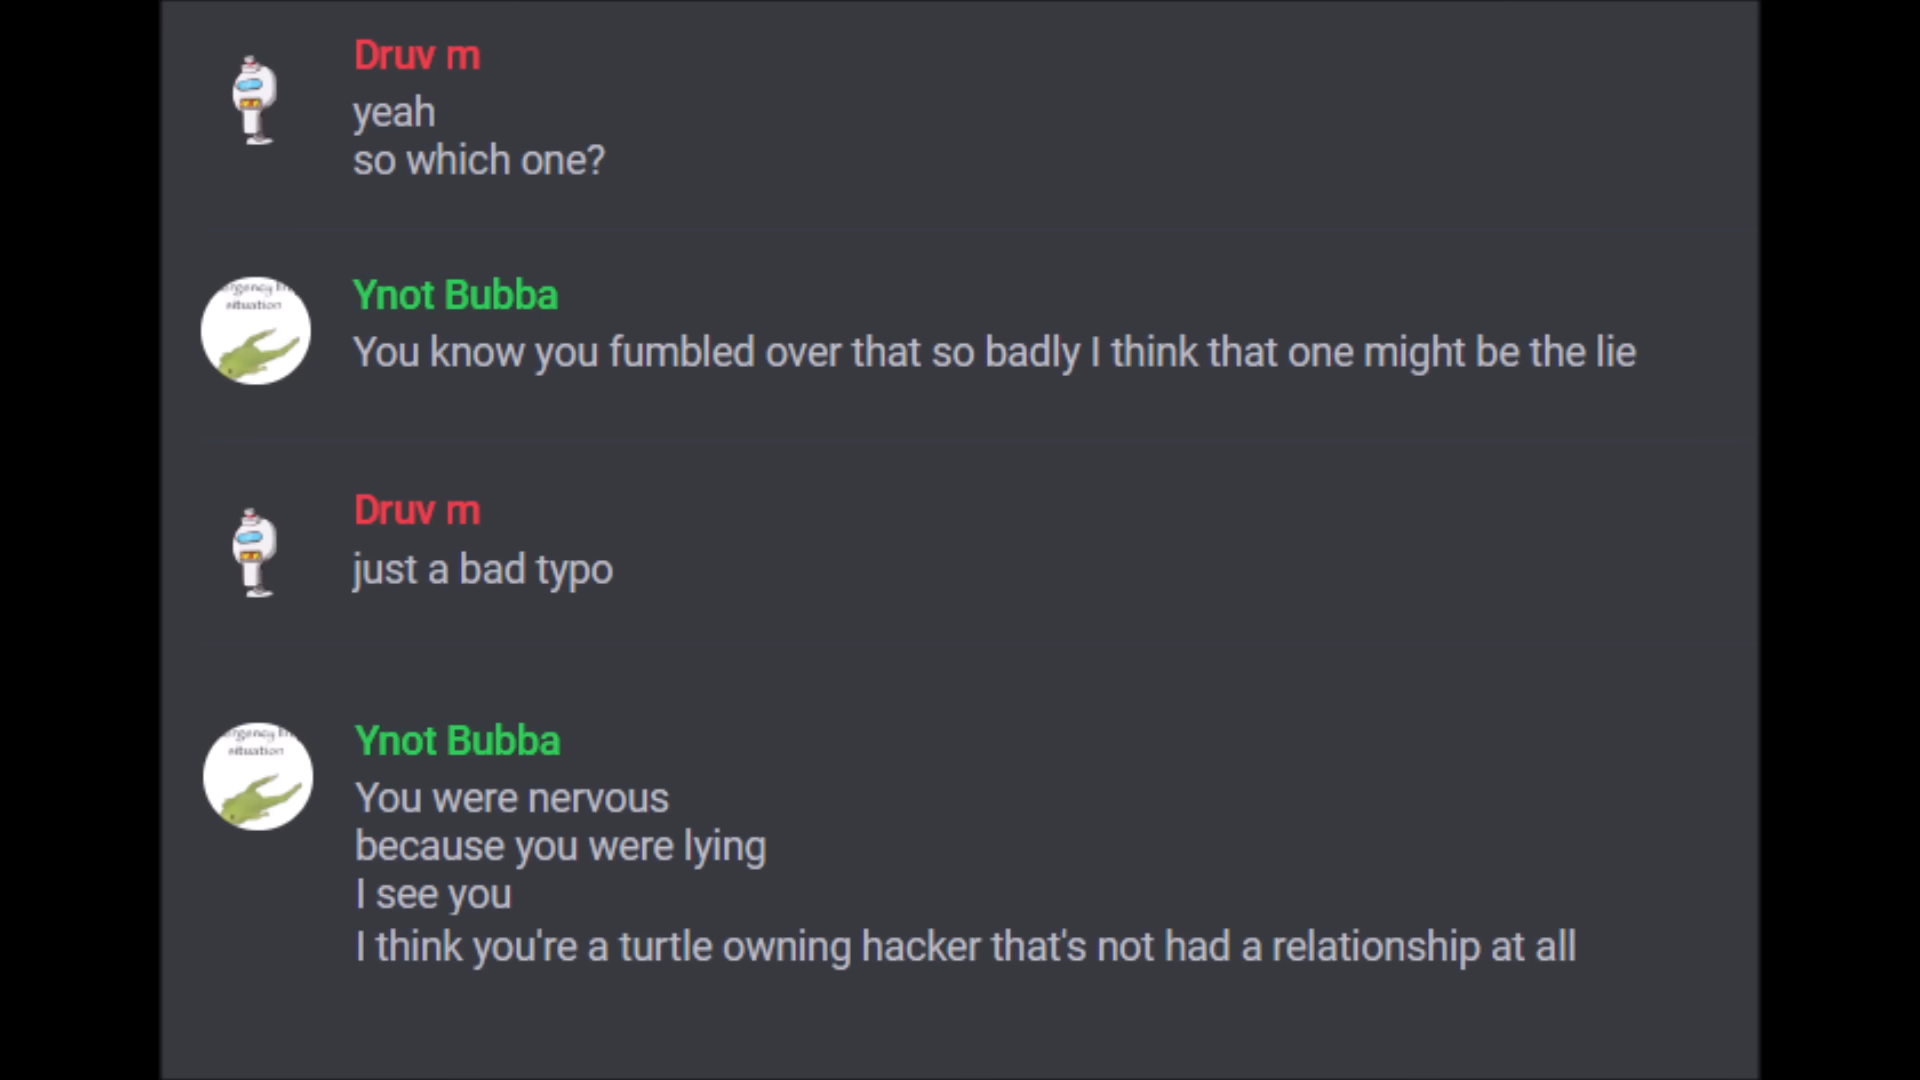 Druv m
yeah
so which one?
situation
Ynot Bubba
You know you fumbled over that so badly I think that one might be the lie
Druv m
just a bad typo
situation
Ynot Bubba
You were nervous
because you were lying
I see you
I think you're a turtle owning hacker that's not had a relationship at all